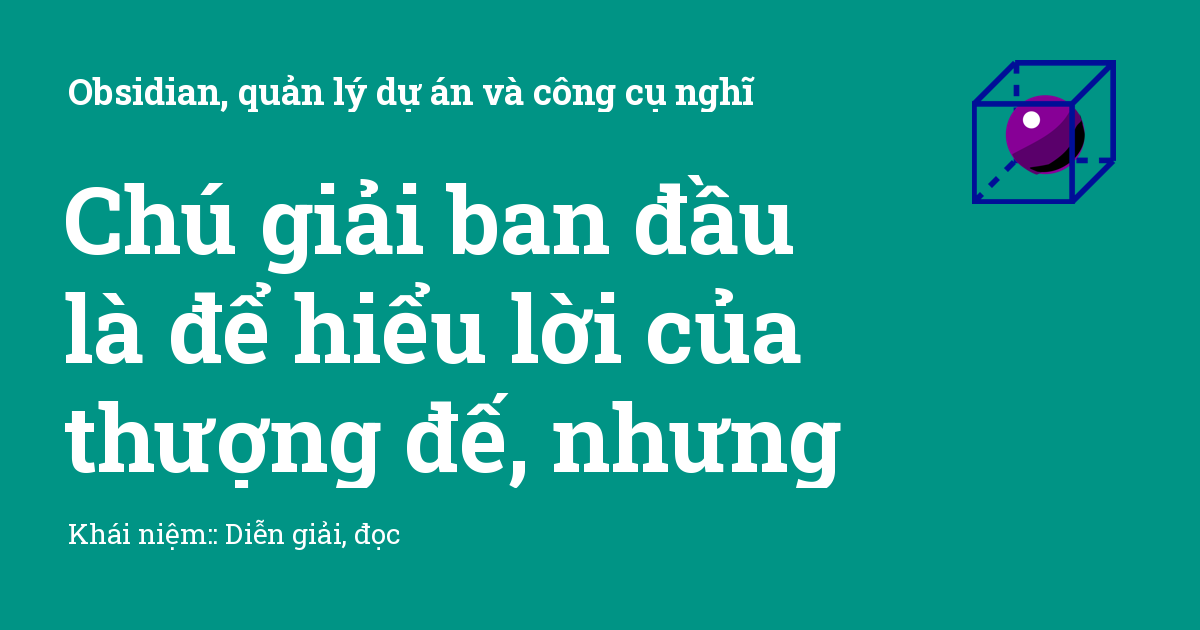 Obsidian, quản lý dự án và công cụ nghĩ
Chú giải ban đầu
là để hiểu lời của
thượng đế, nhưng
Khái niệm:: Diễn giải, đọc